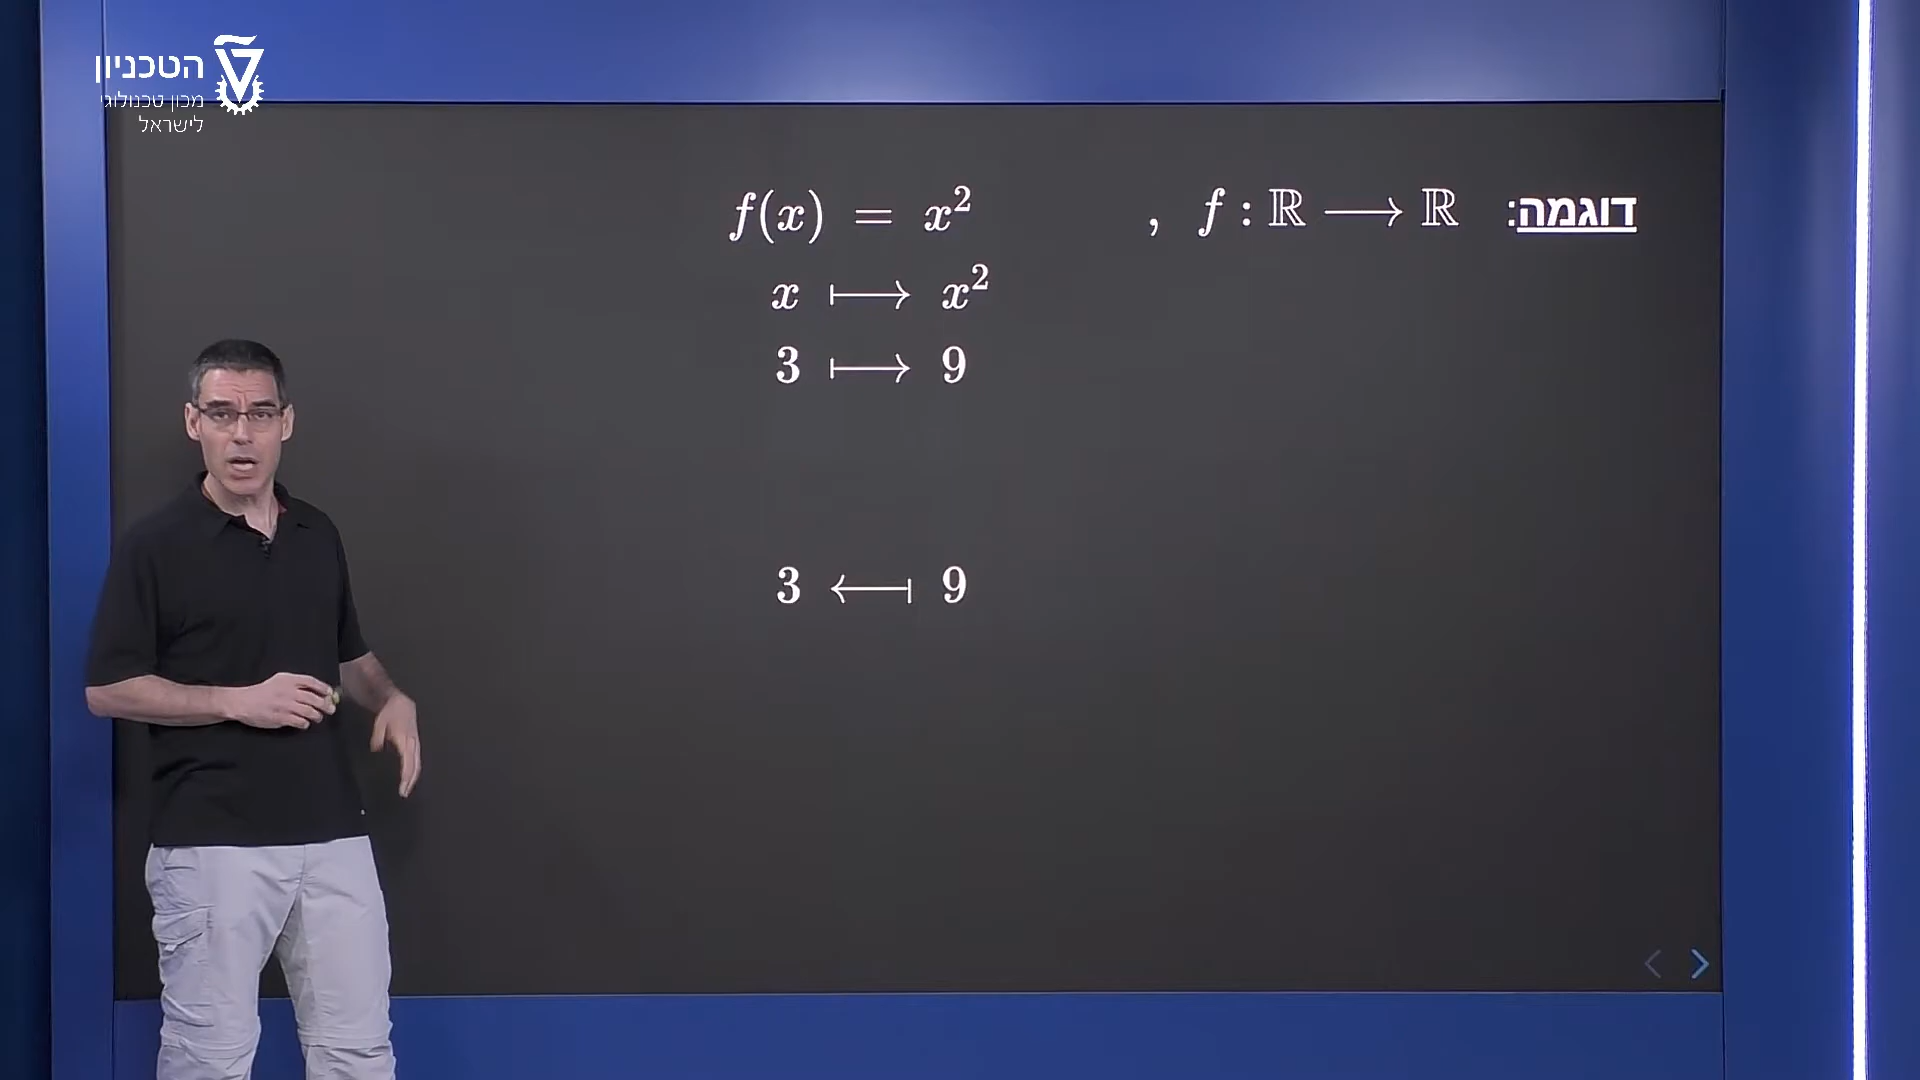 הטכניון
מכון טכנולוגי
לישראל
דוגמה: f : ℝ ⟶ ℝ , f(x) = x²
x ⟼ x²
3 ⟼ 9
3 ⟻ 9